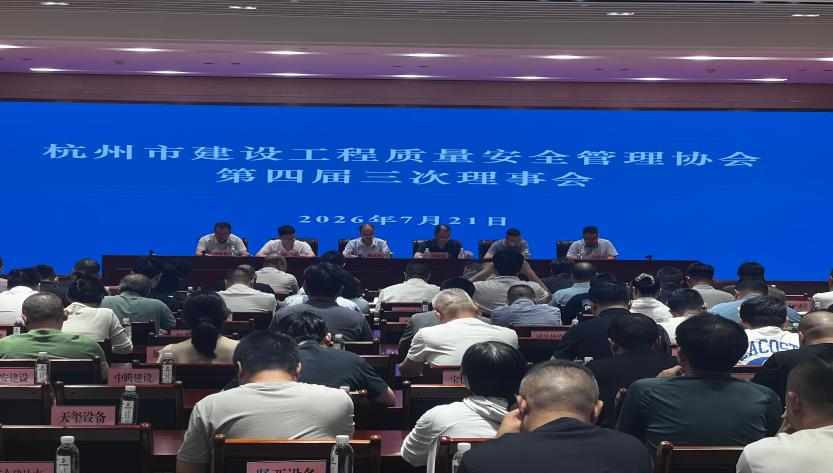 杭州市建设工程质量安全管理协会
第四届三次理事会
2026年7月21日
中腾建设
天玺设备